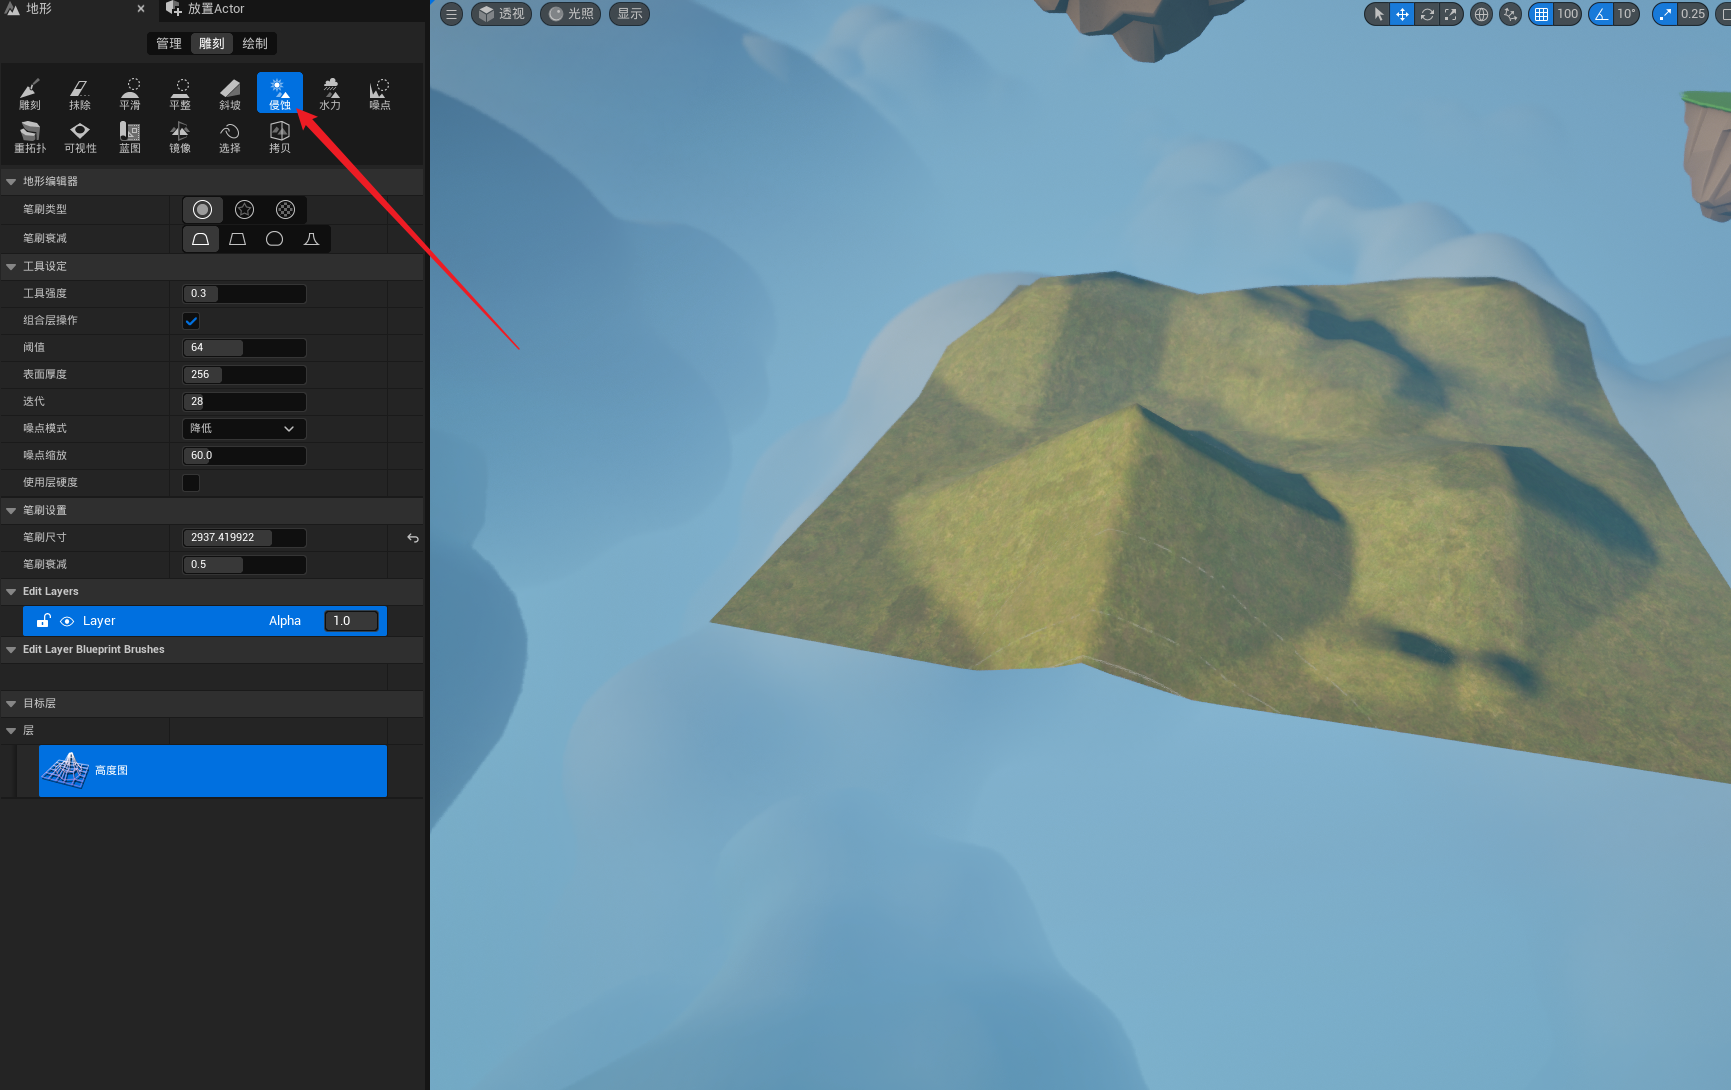 地形
放置Actor
透视
光照
显示
100
10°
0.25
管理
雕刻
绘制
雕刻
抹除
平滑
平整
斜坡
侵蚀
水力
噪点
重拓扑
可视性
蓝图
镜像
选择
拷贝
地形编辑器
笔刷类型
笔刷衰减
工具设定
工具强度
0.3
组合层操作
阈值
64
表面厚度
256
迭代
28
噪点模式
降低
噪点缩放
60.0
使用层硬度
笔刷设置
笔刷尺寸
2937.419922
笔刷衰减
0.5
Edit Layers
Layer
Alpha
1.0
Edit Layer Blueprint Brushes
目标层
层
高度图